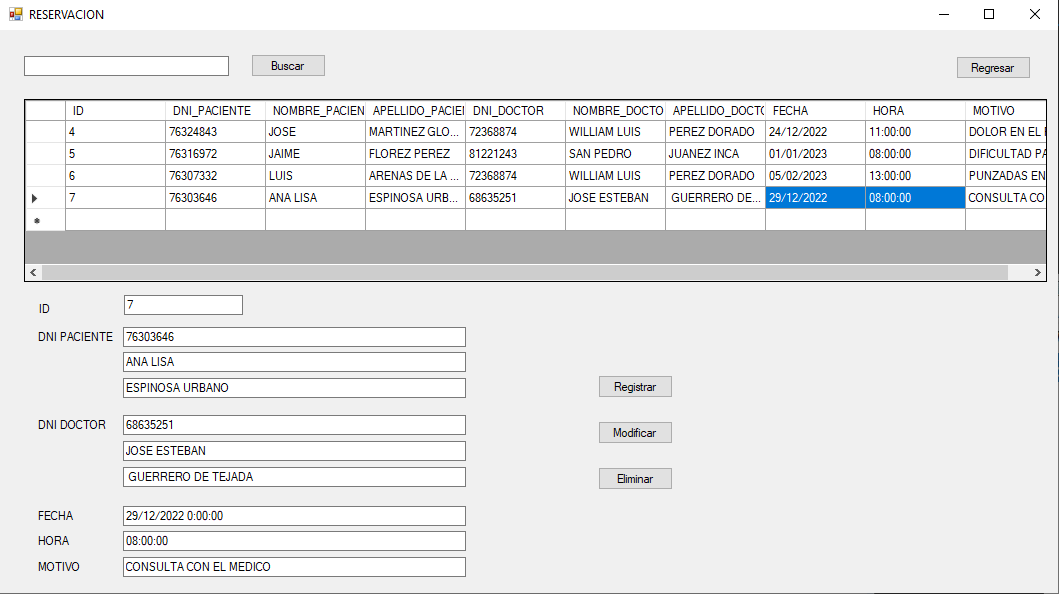 RESERVACION
Buscar
Regresar
ID DNI_PACIENTE NOMBRE_PACIEN APELLIDO_PACIEI DNI_DOCTOR NOMBRE_DOCTO APELLIDO_DOCTC FECHA HORA MOTIVO
4 76324843 JOSE MARTINEZ GLO... 72368874 WILLIAM LUIS PEREZ DORADO 24/12/2022 11:00:00 DOLOR EN EL
5 76316972 JAIME FLOREZ PEREZ 81221243 SAN PEDRO JUANEZ INCA 01/01/2023 08:00:00 DIFICULTAD PA
6 76307332 LUIS ARENAS DE LA ... 72368874 WILLIAM LUIS PEREZ DORADO 05/02/2023 13:00:00 PUNZADAS EN
7 76303646 ANA LISA ESPINOSA URB... 68635251 JOSE ESTEBAN GUERRERO DE... 29/12/2022 08:00:00 CONSULTA CO
ID 7
DNI PACIENTE 76303646
ANA LISA
ESPINOSA URBANO
Registrar
DNI DOCTOR 68635251
Modificar
JOSE ESTEBAN
GUERRERO DE TEJADA
Eliminar
FECHA 29/12/2022 0:00:00
HORA 08:00:00
MOTIVO CONSULTA CON EL MEDICO